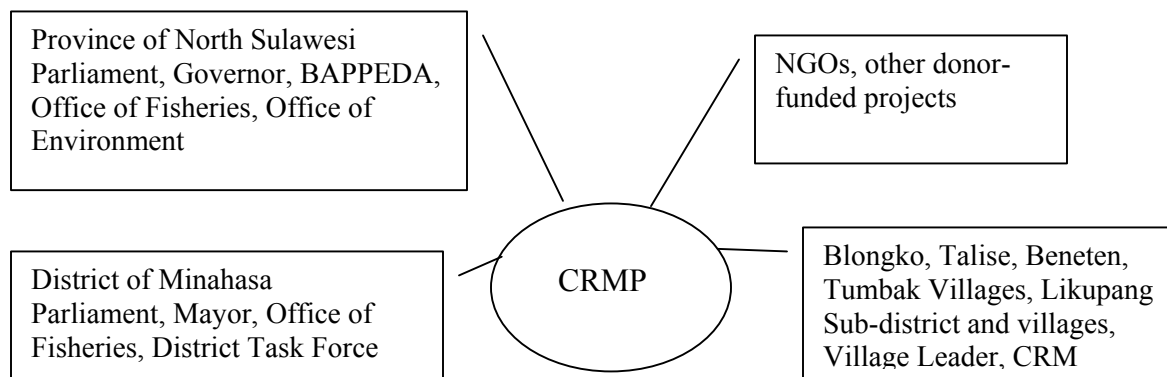 Province of North Sulawesi
Parliament, Governor, BAPPEDA,
Office of Fisheries, Office of
Environment
NGOs, other donor-
funded projects
District of Minahasa
Parliament, Mayor, Office of
Fisheries, District Task Force
CRMP
Blongko, Talise, Beneten,
Tumbak Villages, Likupang
Sub-district and villages,
Village Leader, CRM